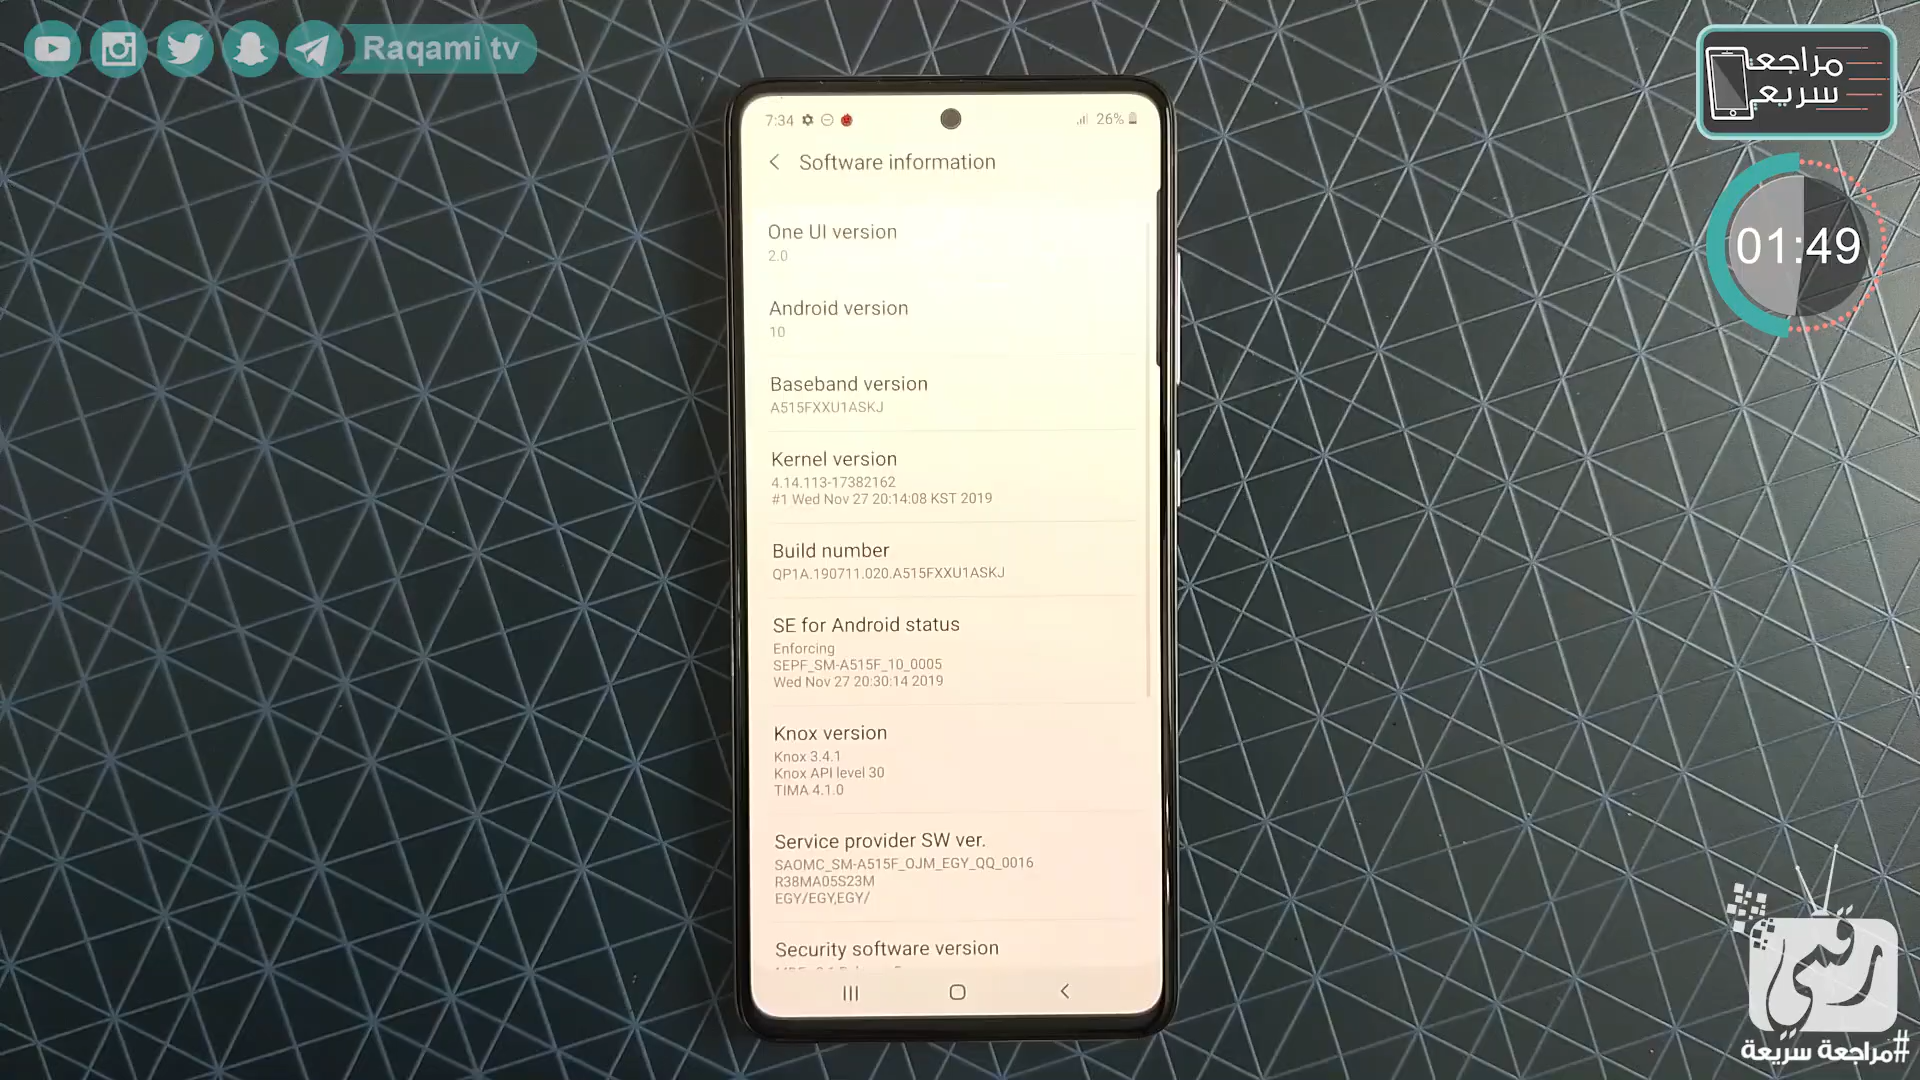 Raqami tv
مراجعة
سريعة
01:49
7:34
26%
Software information
One UI version
2.0
Android version
10
Baseband version
A515FXXU1ASKJ
Kernel version
4.14.113-17382162
#1 Wed Nov 27 20:14:08 KST 2019
Build number
QP1A.190711.020.A515FXXU1ASKJ
SE for Android status
Enforcing
SEPF_SM-A515F_10_0005
Wed Nov 27 20:30:14 2019
Knox version
Knox 3.4.1
Knox API level 30
TIMA 4.1.0
Service provider SW ver.
SAOMC_SM-A515F_OJM_EGY_QQ_0016
R38MA05S23M
EGY/EGY,EGY/
Security software version
رقمي
#مراجعة سريعة